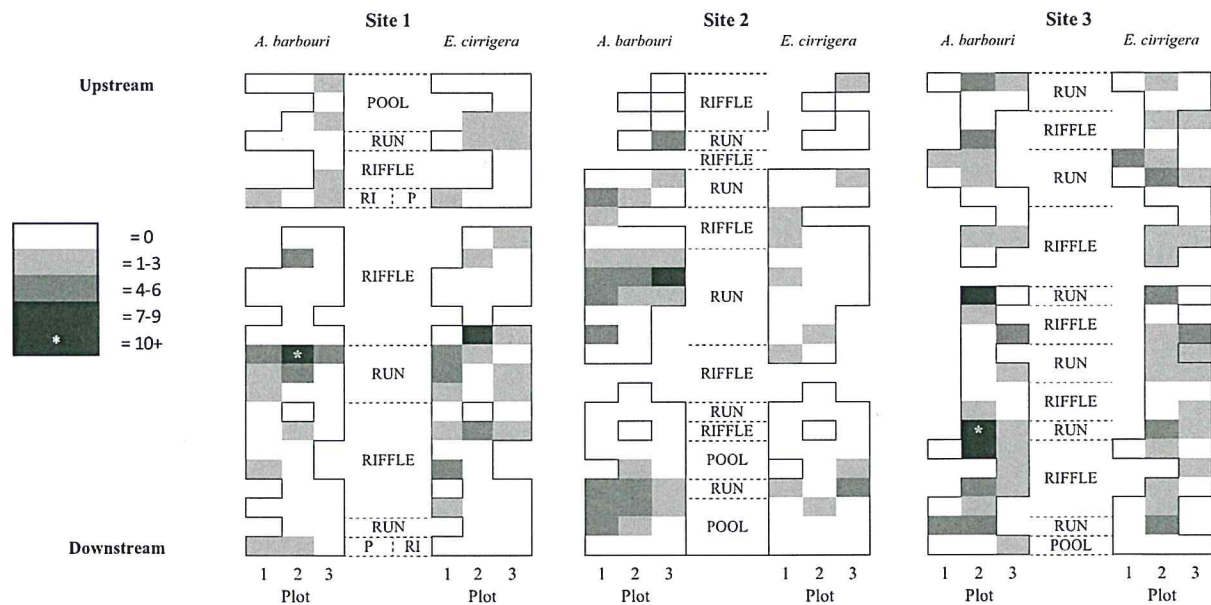 Site 1 Site 2 Site 3
A. barbouri E. cirrigera A. barbouri E. cirrigera A. barbouri E. cirrigera
Upstream
= 0
= 1-3
= 4-6
= 7-9
* = 10+
POOL
RUN
RIFFLE
RI P
RIFFLE
*
RUN
RIFFLE
RUN
P RI
RIFFLE
RUN
RIFFLE
RUN
RIFFLE
RUN
RIFFLE
RUN
RIFFLE
POOL
RUN
POOL
RUN
RIFFLE
RUN
RIFFLE
RUN
RIFFLE
RUN
RIFFLE
*
RUN
RIFFLE
RUN
POOL
Downstream
1 2 3 1 2 3 1 2 3 1 2 3 1 2 3 1 2 3
Plot Plot Plot Plot Plot Plot